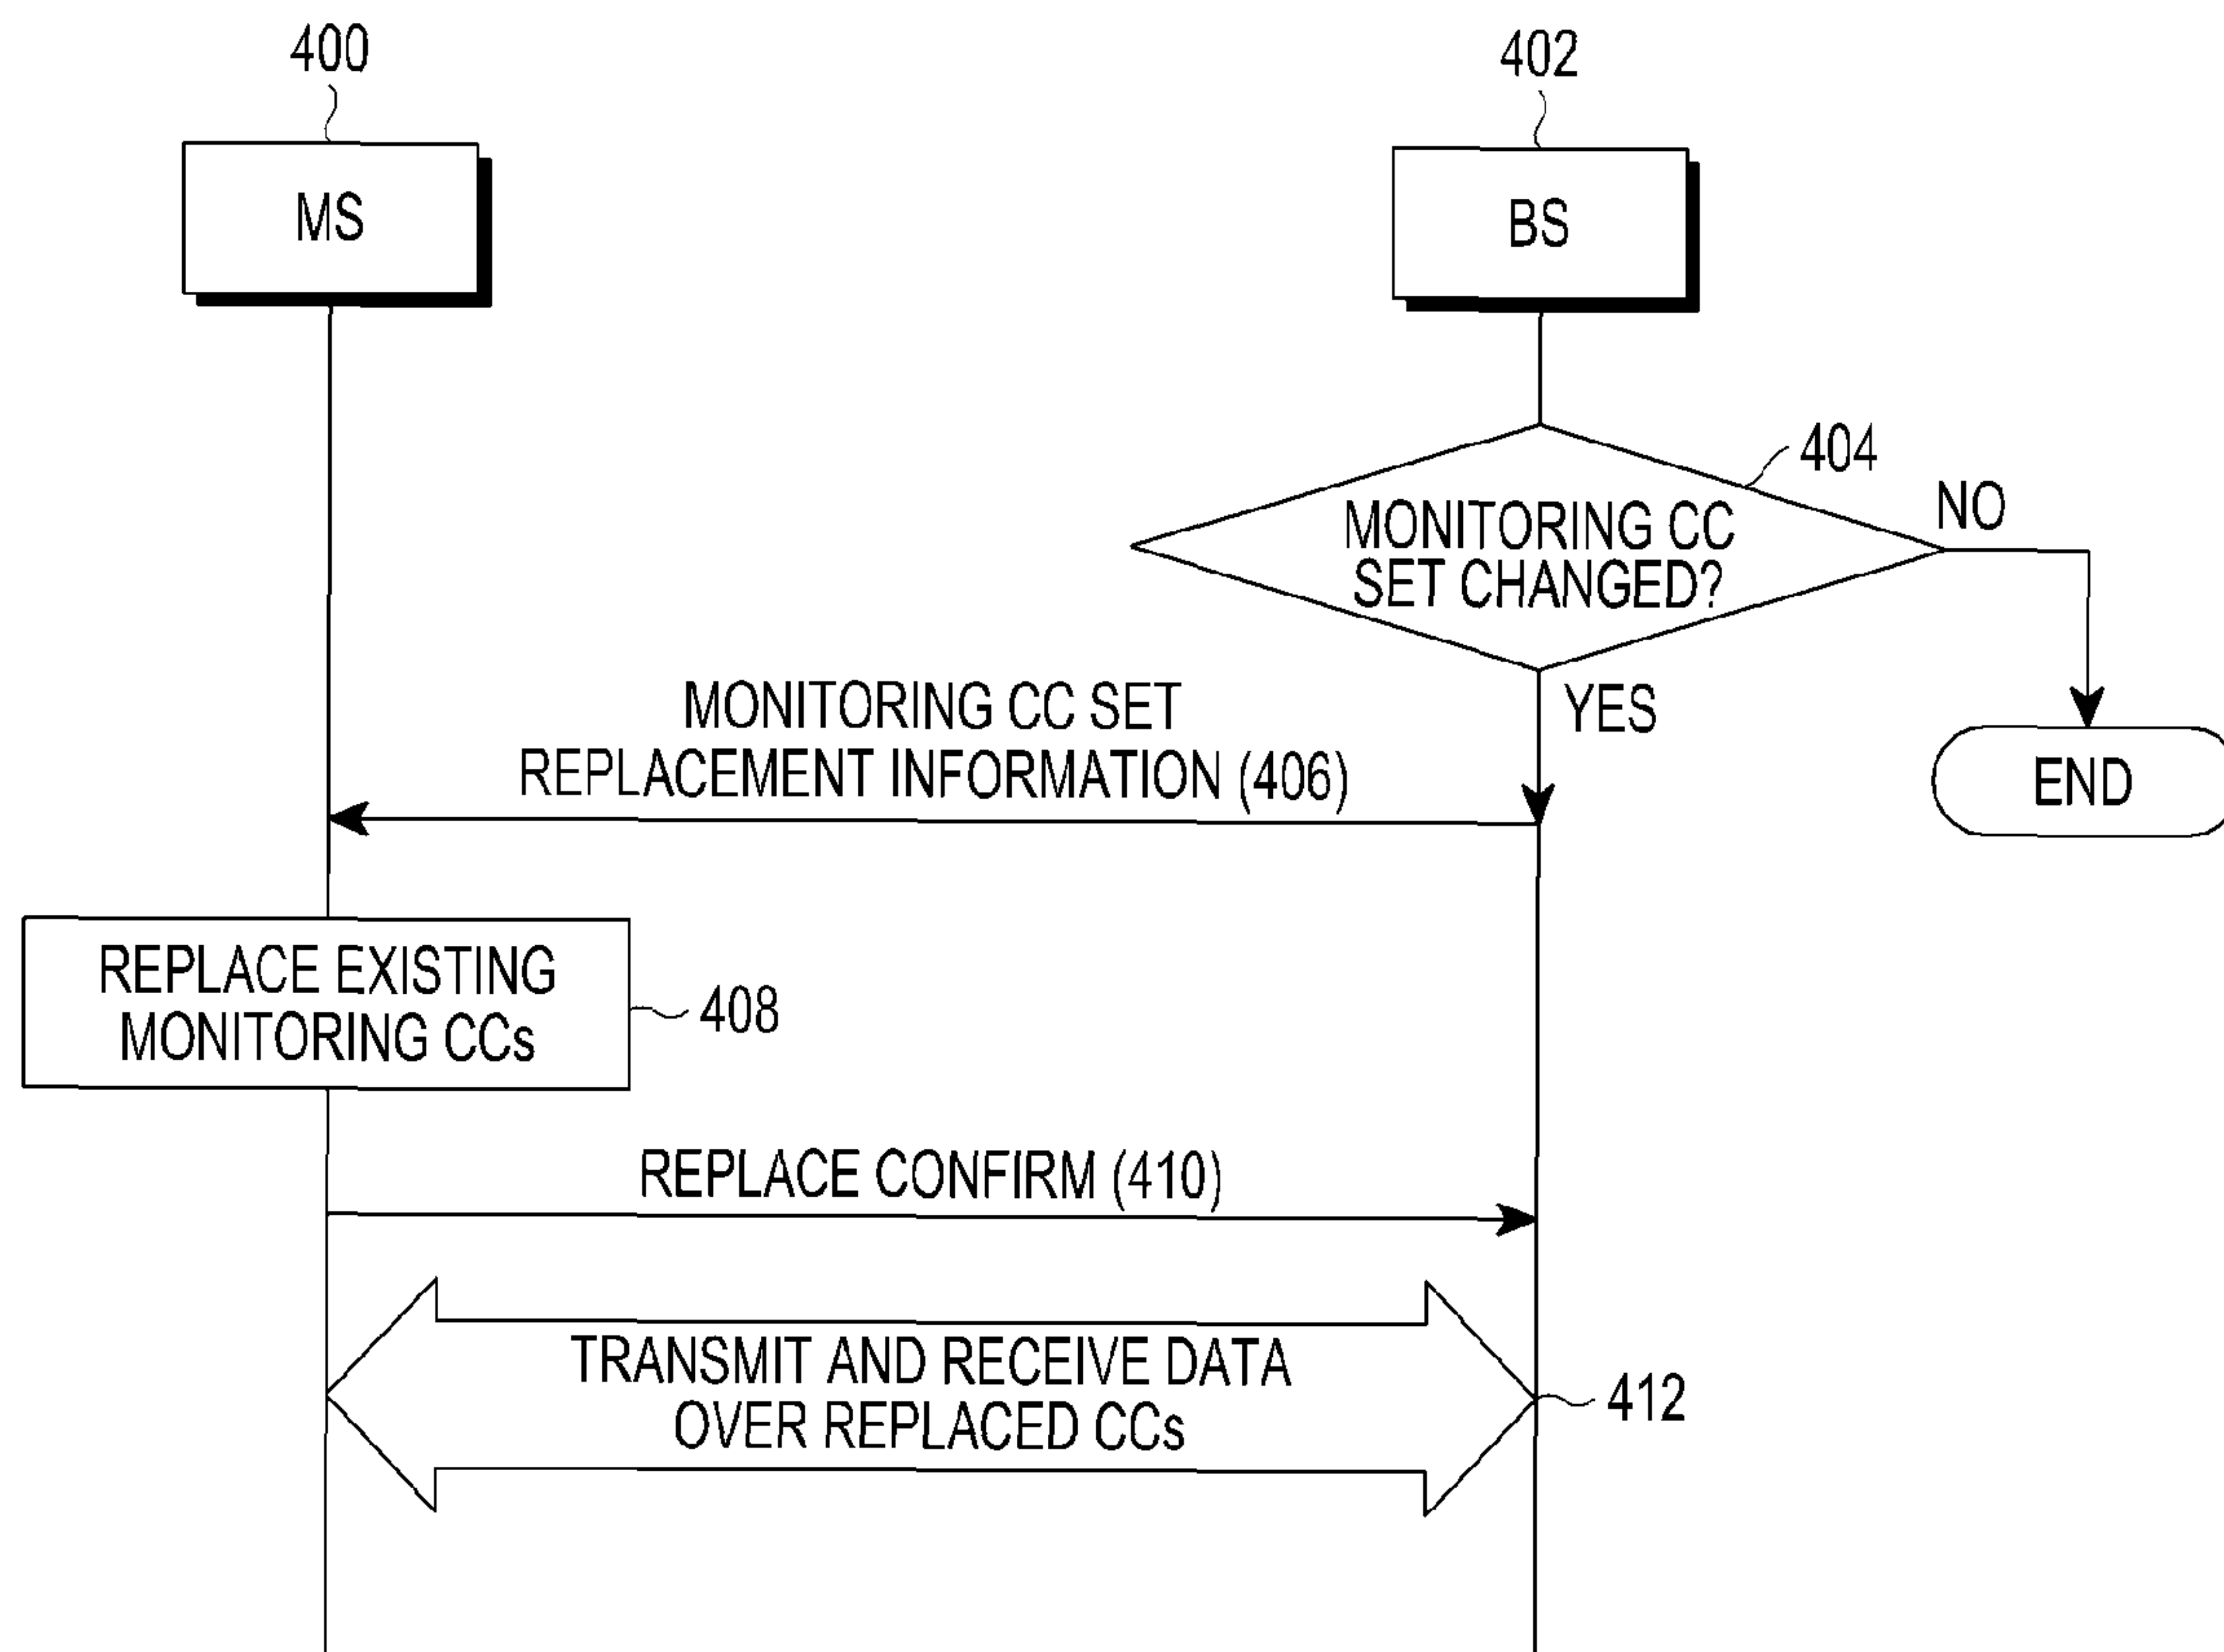 400
402
MS
BS
404
NO
MONITORING CC
SET CHANGED?
YES
MONITORING CC SET
REPLACEMENT INFORMATION (406)
END
REPLACE EXISTING
MONITORING CCs
408
REPLACE CONFIRM (410)
TRANSMIT AND RECEIVE DATA
OVER REPLACED CCs
412